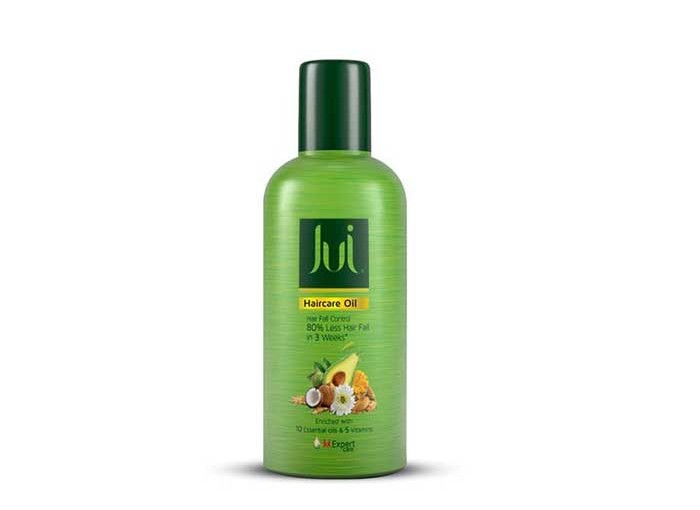 Jui
Haircare Oil
Hair Fall Control
80% Less Hair Fall
in 3 Weeks*
Enriched with
10 Essential oils & 5 Vitamins
Expert
care